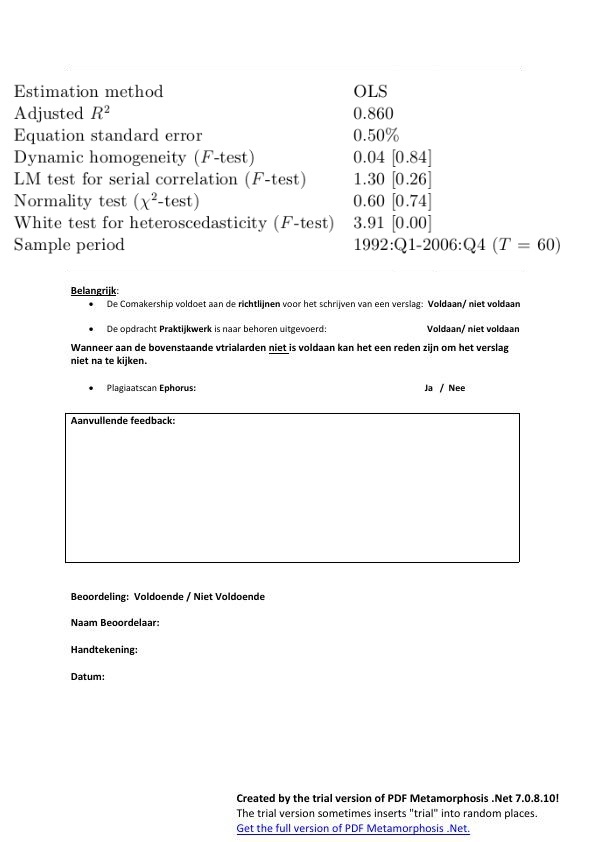 Estimation method OLS
Adjusted R² 0.860
Equation standard error 0.50%
Dynamic homogeneity (F-test) 0.04 [0.84]
LM test for serial correlation (F-test) 1.30 [0.26]
Normality test (χ²-test) 0.60 [0.74]
White test for heteroscedasticity (F-test) 3.91 [0.00]
Sample period 1992:Q1-2006:Q4 (T = 60)
Belangrijk:
• De Comakership voldoet aan de richtlijnen voor het schrijven van een verslag: Voldaan/ niet voldaan
• De opdracht Praktijkwerk is naar behoren uitgevoerd: Voldaan/ niet voldaan
Wanneer aan de bovenstaande vtrialarden niet is voldaan kan het een reden zijn om het verslag
niet na te kijken.
• Plagiaatscan Ephorus: Ja / Nee
Aanvullende feedback:
Beoordeling: Voldoende / Niet Voldoende
Naam Beoordelaar:
Handtekening:
Datum:
Created by the trial version of PDF Metamorphosis .Net 7.0.8.10!
The trial version sometimes inserts "trial" into random places.
Get the full version of PDF Metamorphosis .Net.